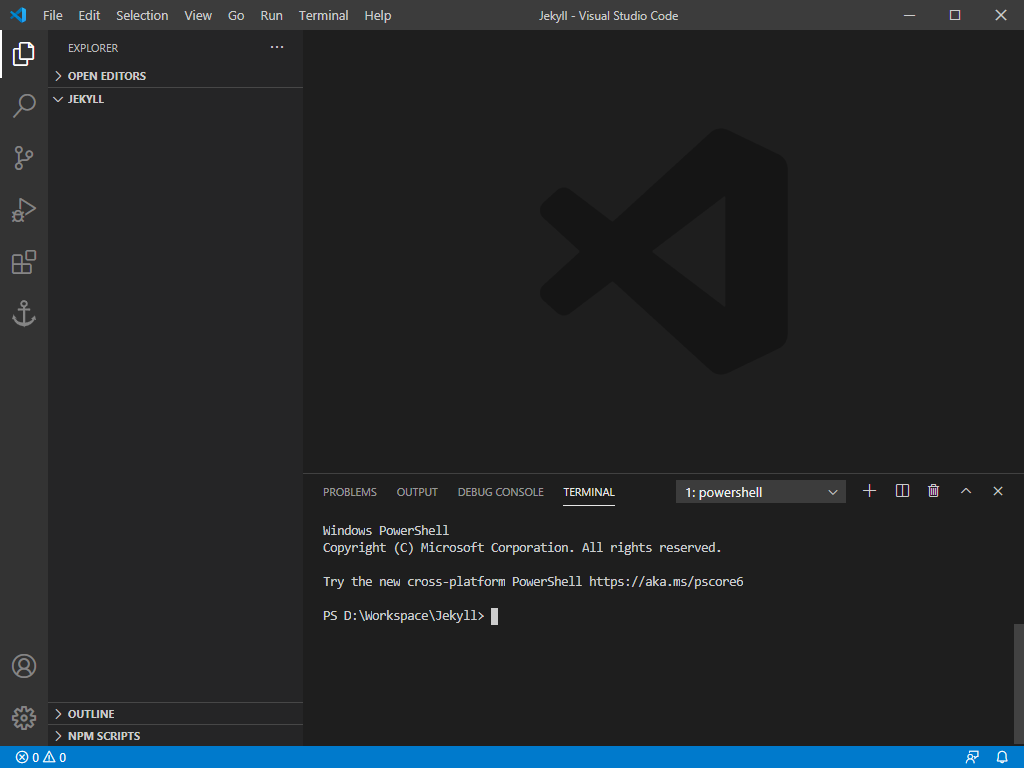 File Edit Selection View Go Run Terminal Help Jekyll - Visual Studio Code
EXPLORER
OPEN EDITORS
JEKYLL
PROBLEMS OUTPUT DEBUG CONSOLE TERMINAL 1: powershell
Windows PowerShell
Copyright (C) Microsoft Corporation. All rights reserved.
Try the new cross-platform PowerShell https://aka.ms/pscore6
PS D:\Workspace\Jekyll>
OUTLINE
NPM SCRIPTS
0 0